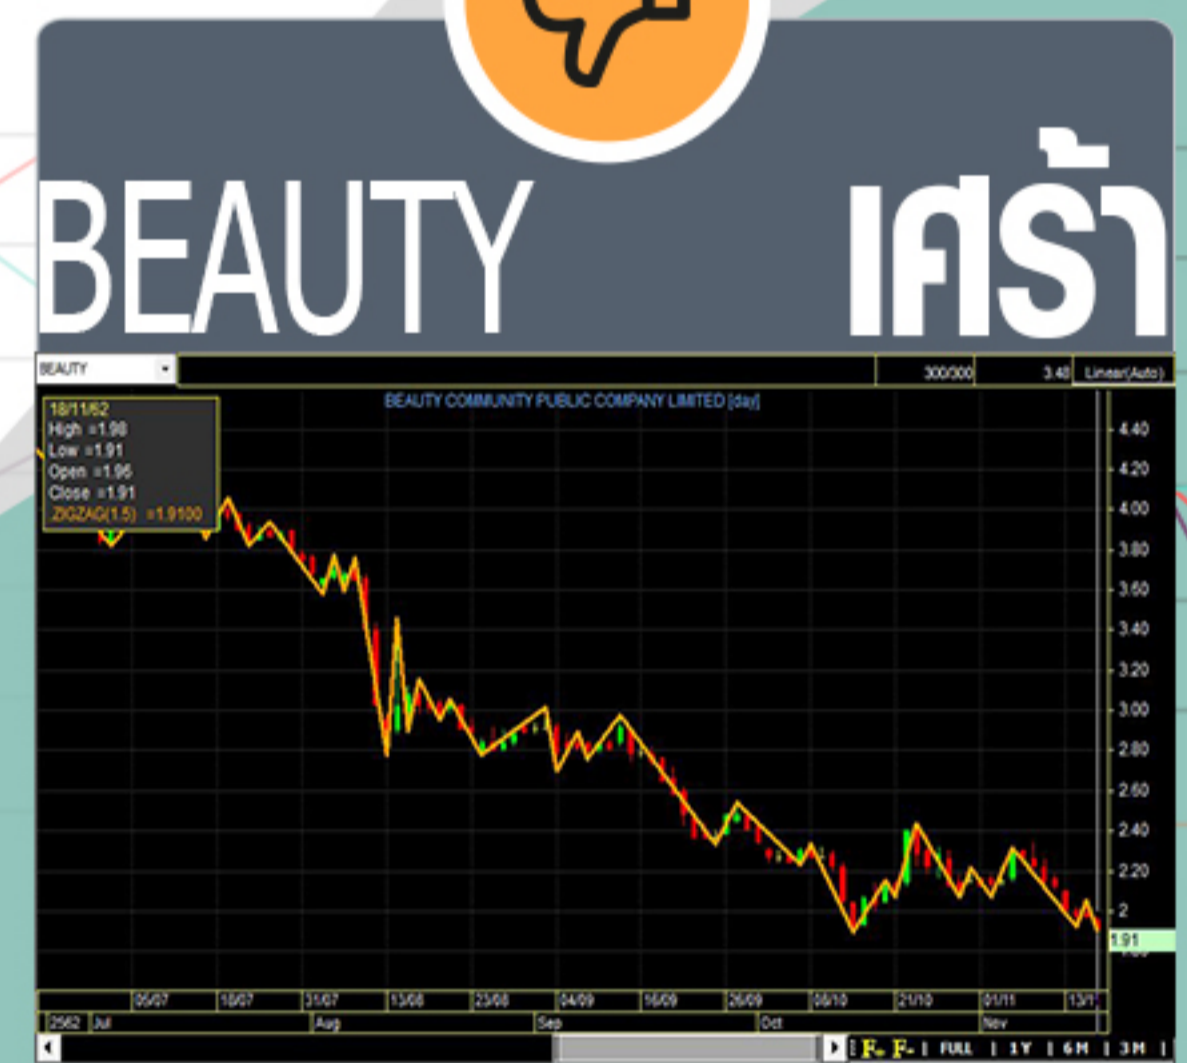 BEAUTY เศร้า
BEAUTY 300/300 3.48 Linear(Auto)
BEAUTY COMMUNITY PUBLIC COMPANY LIMITED [day]
18/11/62
High =1.98
Low =1.91
Open =1.95
Close =1.91
ZIGZAG(1.5) =1.9100
4.40
4.20
4.00
3.80
3.60
3.40
3.20
3.00
2.80
2.60
2.40
2.20
2
1.91
05/07 18/07 31/07 13/08 23/08 04/09 16/09 26/09 08/10 21/10 01/11 13/1
2562 Jul Aug Sep Oct Nov
F+ F- | FULL | 1Y | 6M | 3M |